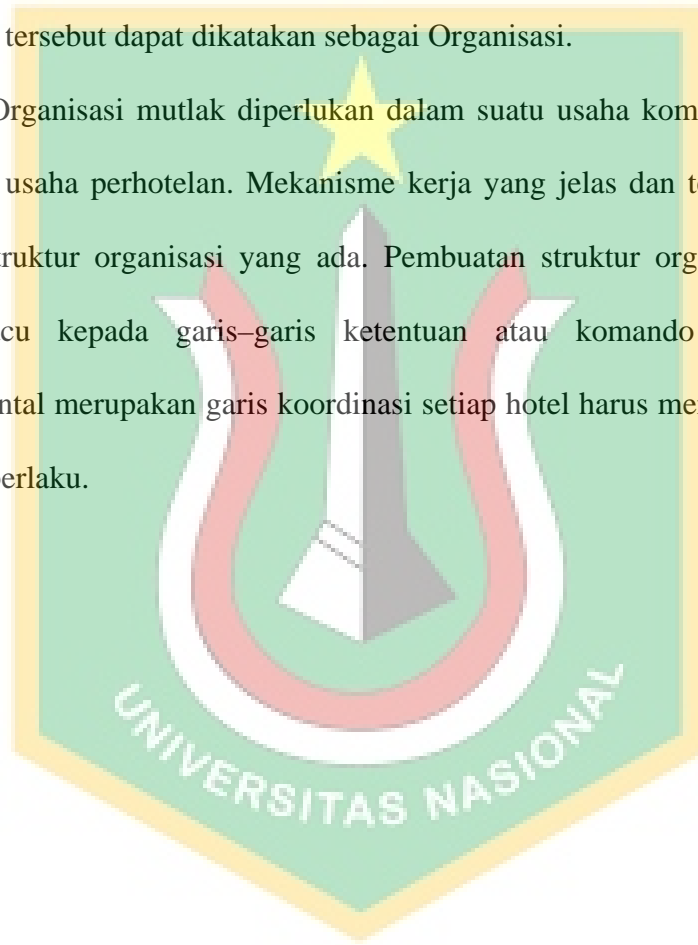 tersebut dapat dikatakan sebagai Organisasi.
Organisasi mutlak diperlukan dalam suatu usaha kom
usaha perhotelan. Mekanisme kerja yang jelas dan te
truktur organisasi yang ada. Pembuatan struktur org
cu kepada garis–garis ketentuan atau komando
ntal merupakan garis koordinasi setiap hotel harus me
berlaku.
UNIVERSITAS NASIONAL